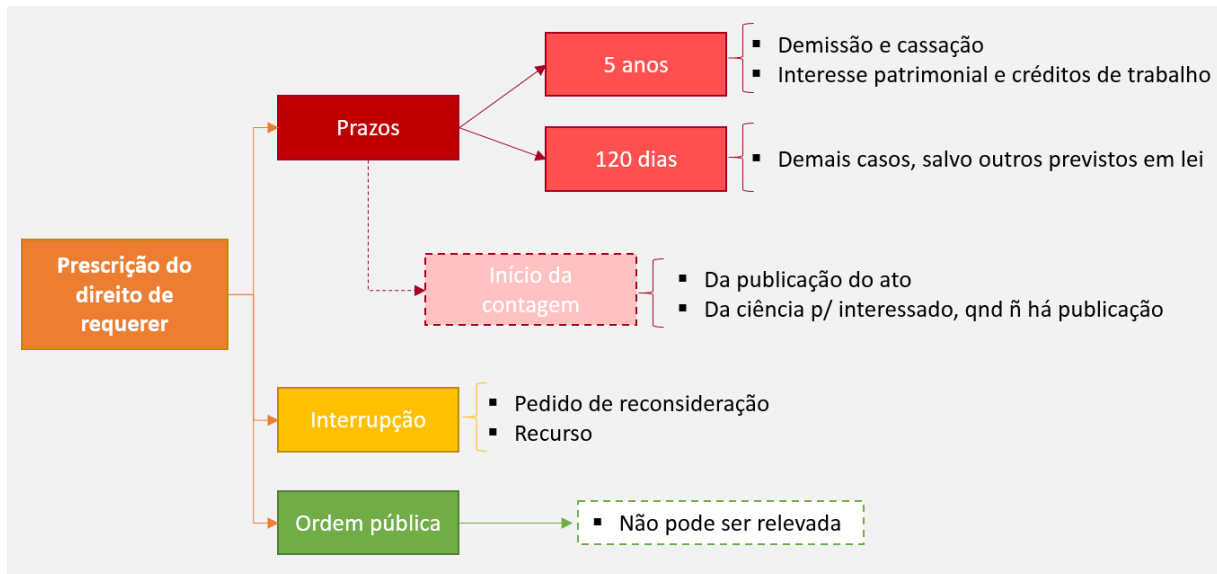 Prescrição do
direito de
requerer
Prazos
5 anos
▪ Demissão e cassação
▪ Interesse patrimonial e créditos de trabalho
120 dias
▪ Demais casos, salvo outros previstos em lei
Início da
contagem
▪ Da publicação do ato
▪ Da ciência p/ interessado, qnd ñ há publicação
Interrupção
▪ Pedido de reconsideração
▪ Recurso
Ordem pública
▪ Não pode ser relevada